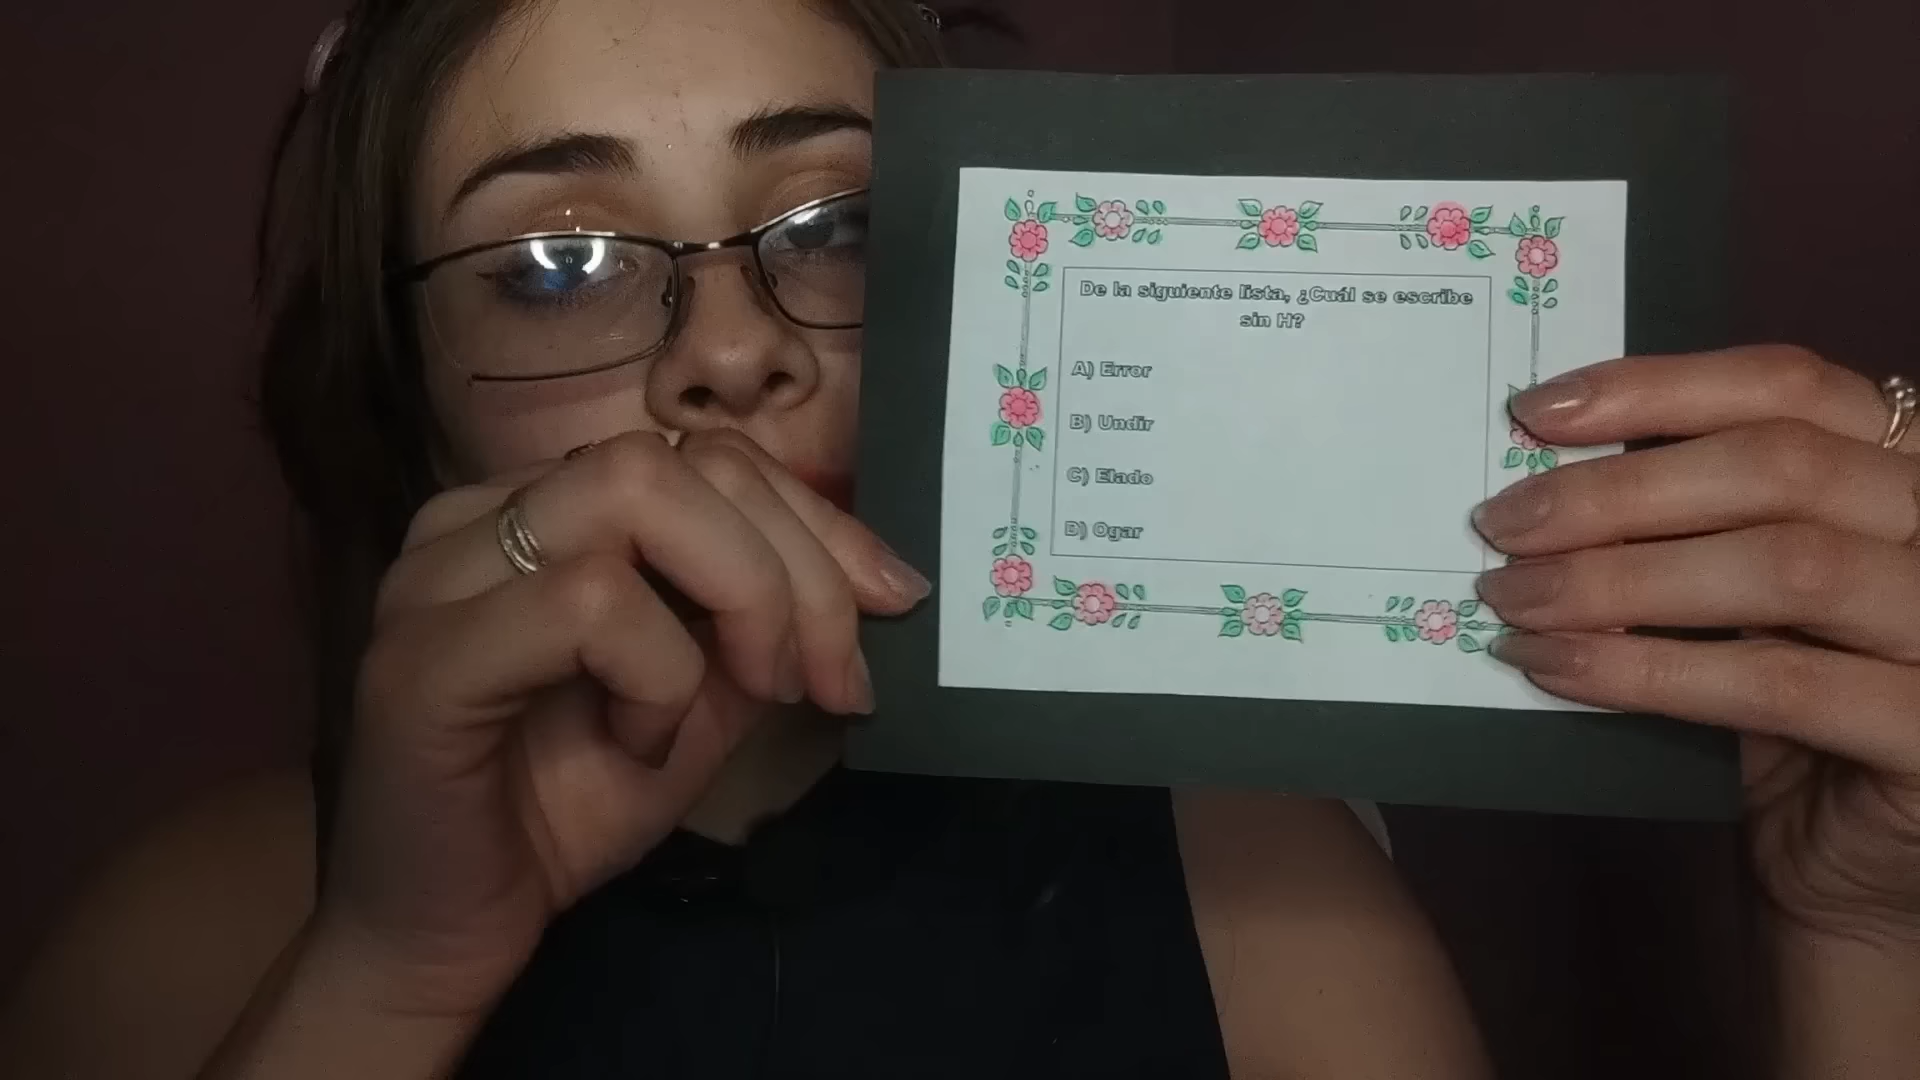 De la siguiente lista, ¿Cuál se escribe
sin H?
A) Error
B) Undir
C) Elado
D) Ogar